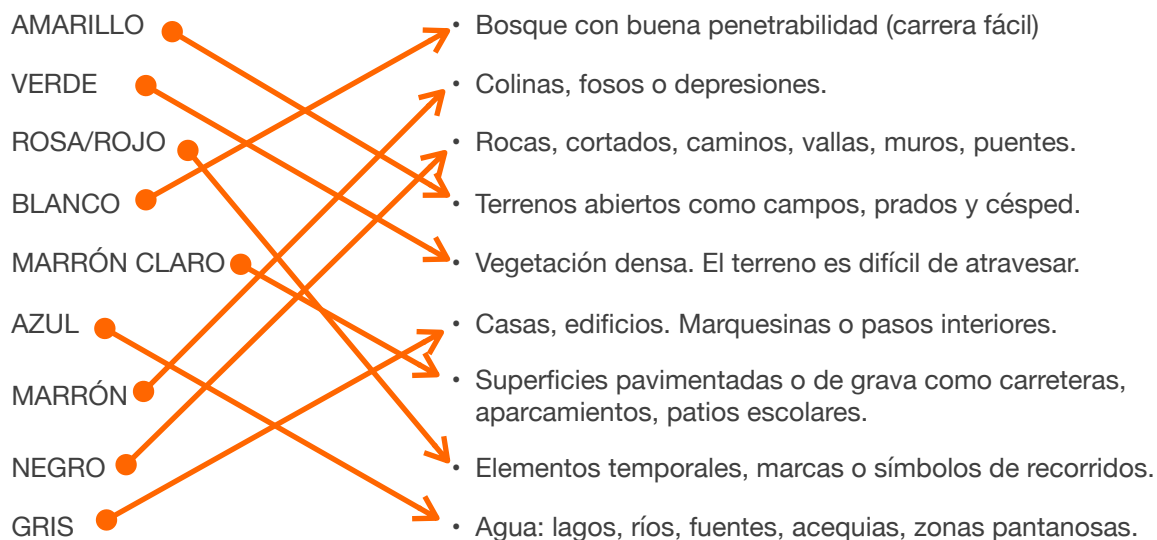 AMARILLO • Bosque con buena penetrabilidad (carrera fácil)
VERDE • Colinas, fosos o depresiones.
ROSA/ROJO • Rocas, cortados, caminos, vallas, muros, puentes.
BLANCO • Terrenos abiertos como campos, prados y césped.
MARRÓN CLARO • Vegetación densa. El terreno es difícil de atravesar.
AZUL • Casas, edificios. Marquesinas o pasos interiores.
MARRÓN • Superficies pavimentadas o de grava como carreteras,
aparcamientos, patios escolares.
NEGRO • Elementos temporales, marcas o símbolos de recorridos.
GRIS • Agua: lagos, ríos, fuentes, acequias, zonas pantanosas.